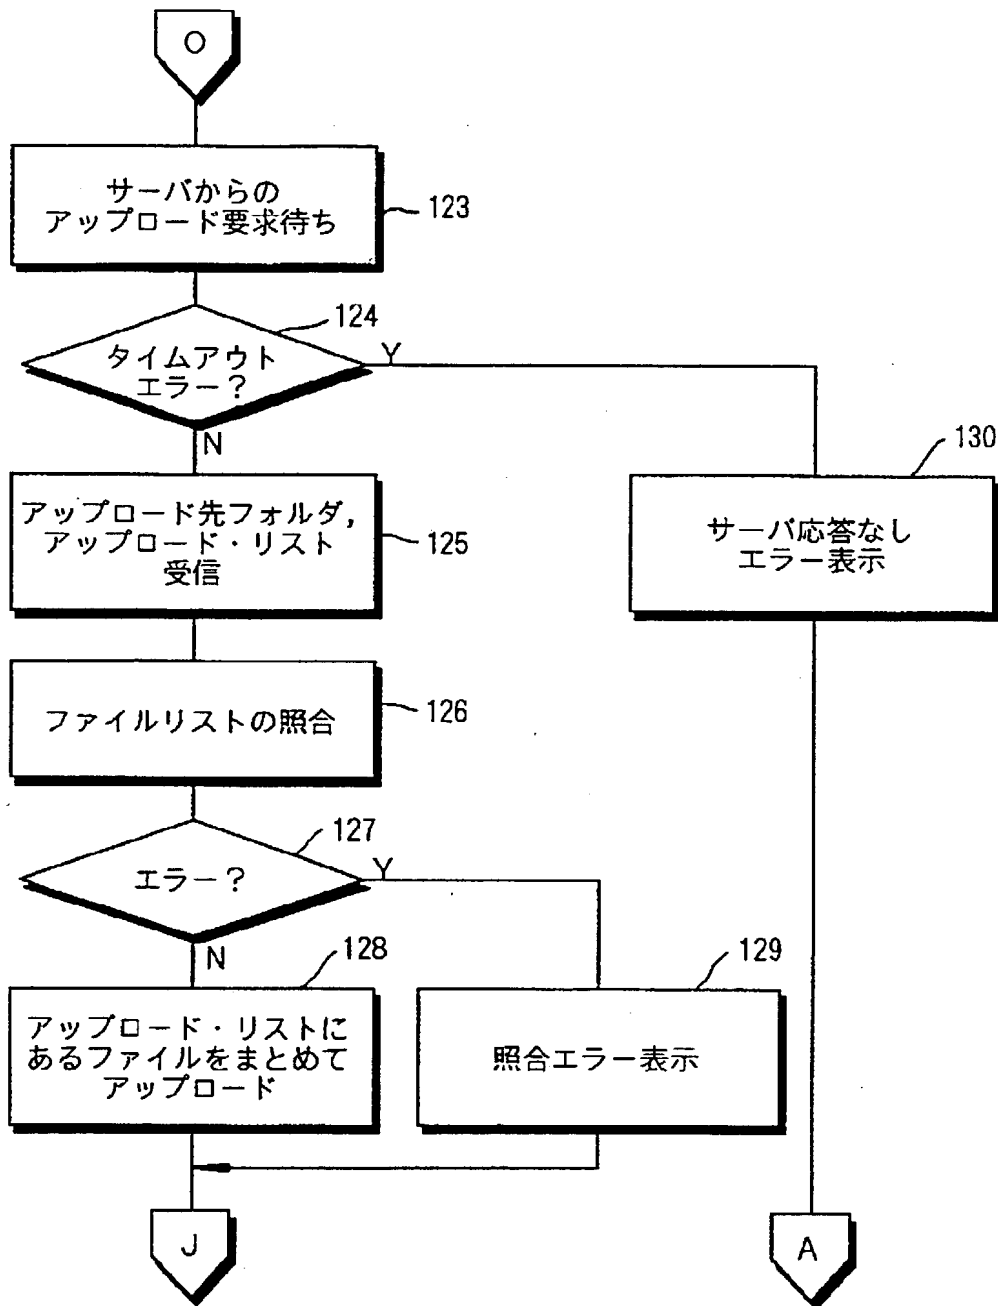 O
サーバからの
アップロード要求待ち
123
124
タイムアウト
エラー?
Y
N
130
アップロード先フォルダ,
アップロード・リスト
受信
125
サーバ応答なし
エラー表示
ファイルリストの照合
126
127
エラー?
Y
N
128
129
アップロード・リストに
あるファイルをまとめて
アップロード
照合エラー表示
J
A